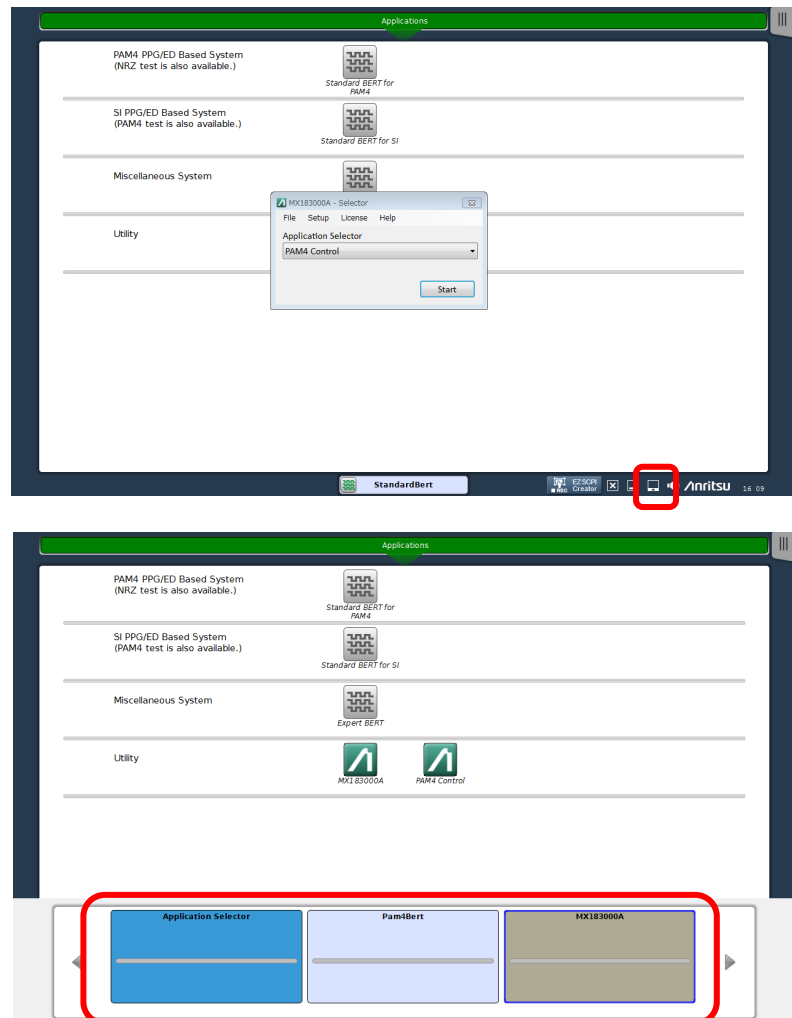 Applications
PAM4 PPG/ED Based System
(NRZ test is also available.)
Standard BERT for
PAM4
SI PPG/ED Based System
(PAM4 test is also available.)
Standard BERT for SI
Miscellaneous System
MX183000A - Selector
File Setup License Help
Application Selector
PAM4 Control
Start
Utility
StandardBert
REC
EZSCPI
Creator
Anritsu
16 09
Applications
PAM4 PPG/ED Based System
(NRZ test is also available.)
Standard BERT for
PAM4
SI PPG/ED Based System
(PAM4 test is also available.)
Standard BERT for SI
Miscellaneous System
Expert BERT
Utility
MX183000A PAM4 Control
Application Selector Pam4Bert MX183000A